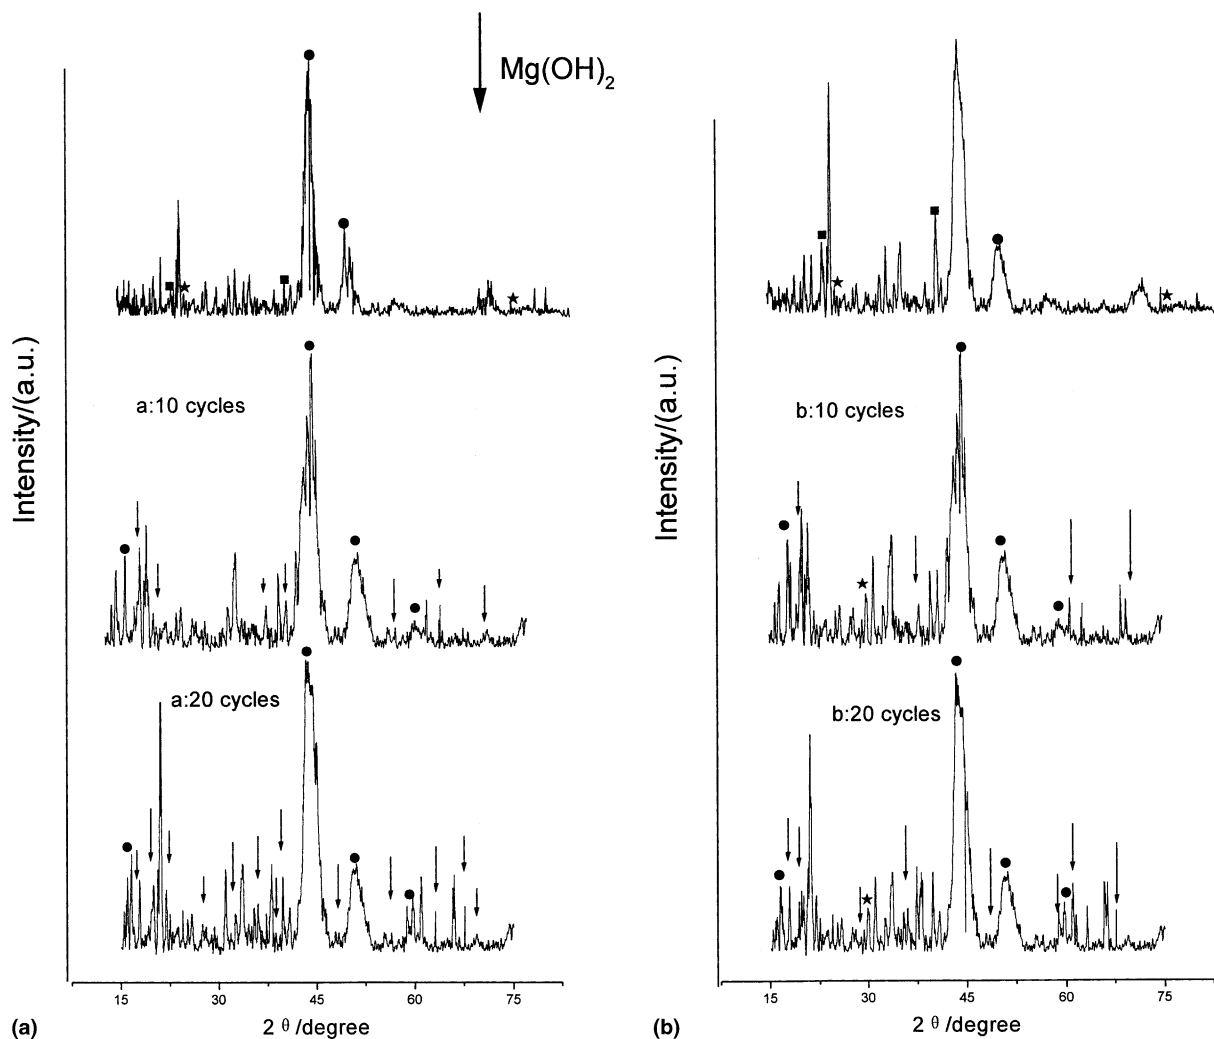 Mg(OH)2
Intensity/(a.u.)
a:10 cycles
a:20 cycles
15 30 45 60 75
(a)
2 θ /degree
Intensity/(a.u.)
b:10 cycles
b:20 cycles
15 30 45 60 75
(b)
2 θ /degree